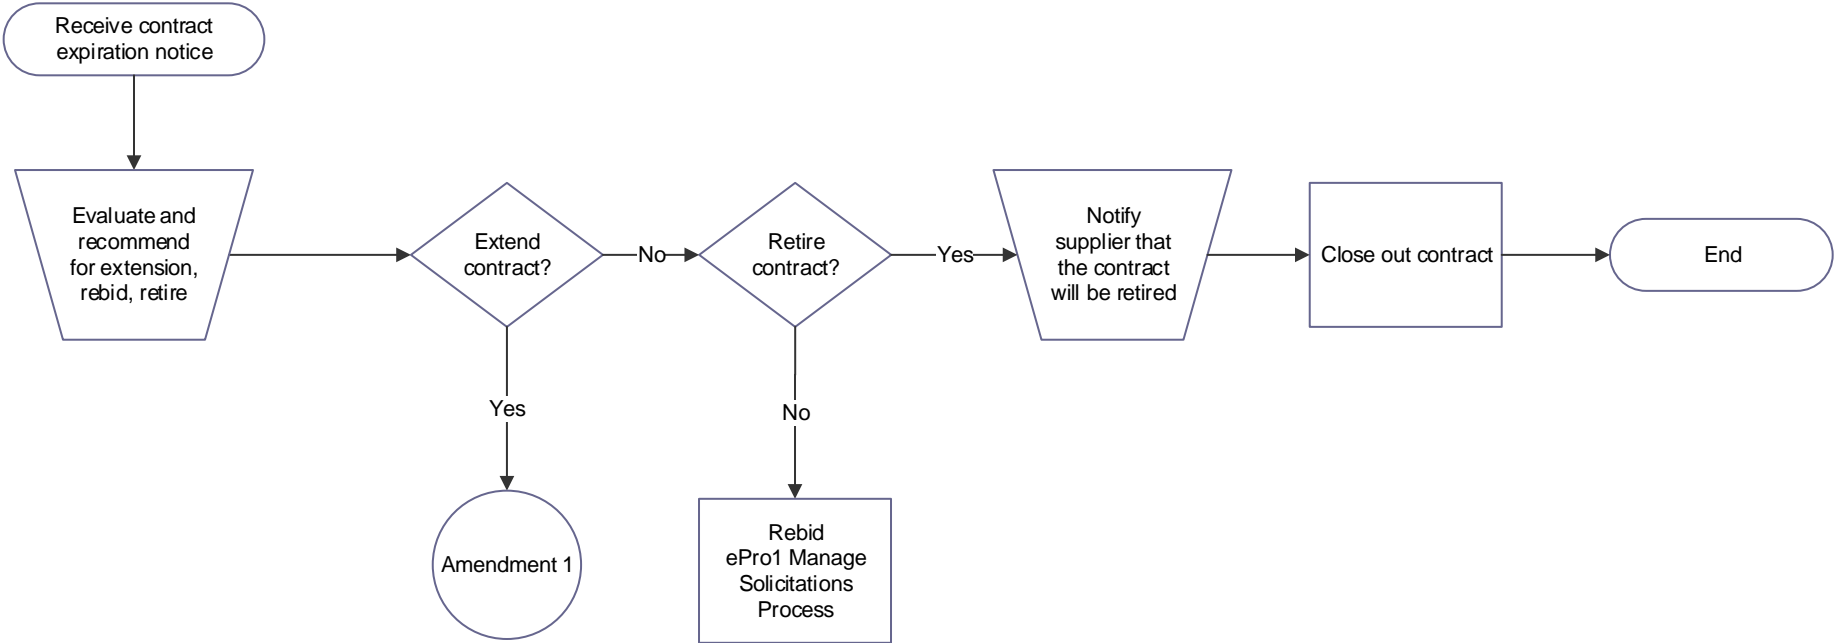 Receive contract
expiration notice
Evaluate and
recommend
for extension,
rebid, retire
Extend
contract?
No
Retire
contract?
Yes
Notify
supplier that
the contract
will be retired
Close out contract
End
Yes
No
Amendment 1
Rebid
ePro1 Manage
Solicitations
Process